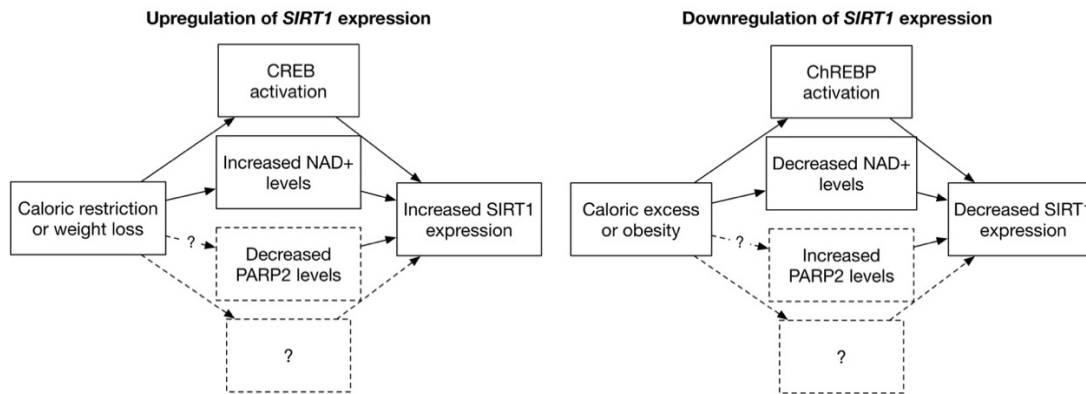 Upregulation of SIRT1 expression
CREB
activation
Increased NAD+
levels
Caloric restriction
or weight loss
Increased SIRT1
expression
?
Decreased
PARP2 levels
?
Downregulation of SIRT1 expression
ChREBP
activation
Decreased NAD+
levels
Caloric excess
or obesity
Decreased SIRT1
expression
?
Increased
PARP2 levels
?